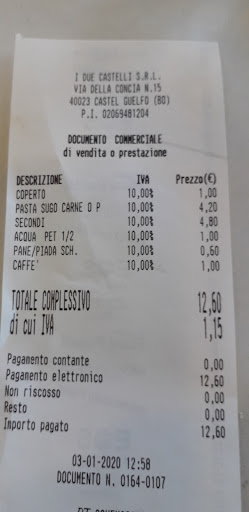 I DUE CASTELLI S.R.L.
VIA DELLA CONCIA N.15
40023 CASTEL GUELFO (BO)
P.I. 02069481204
DOCUMENTO COMMERCIALE
di vendita o prestazione
DESCRIZIONE IVA Prezzo(€)
COPERTO 10,00% 1,00
PASTA SUGO CARNE O P 10,00% 4,20
SECONDI 10,00% 4,80
ACQUA PET 1/2 10,00% 1,00
PANE/PIADA SCH. 10,00% 0,60
CAFFE' 10,00% 1,00
TOTALE COMPLESSIVO 12,60
di cui IVA 1,15
Pagamento contante 0,00
Pagamento elettronico 12,60
Non riscosso 0,00
Resto 0,00
Importo pagato 12,60
03-01-2020 12:58
DOCUMENTO N. 0164-0107